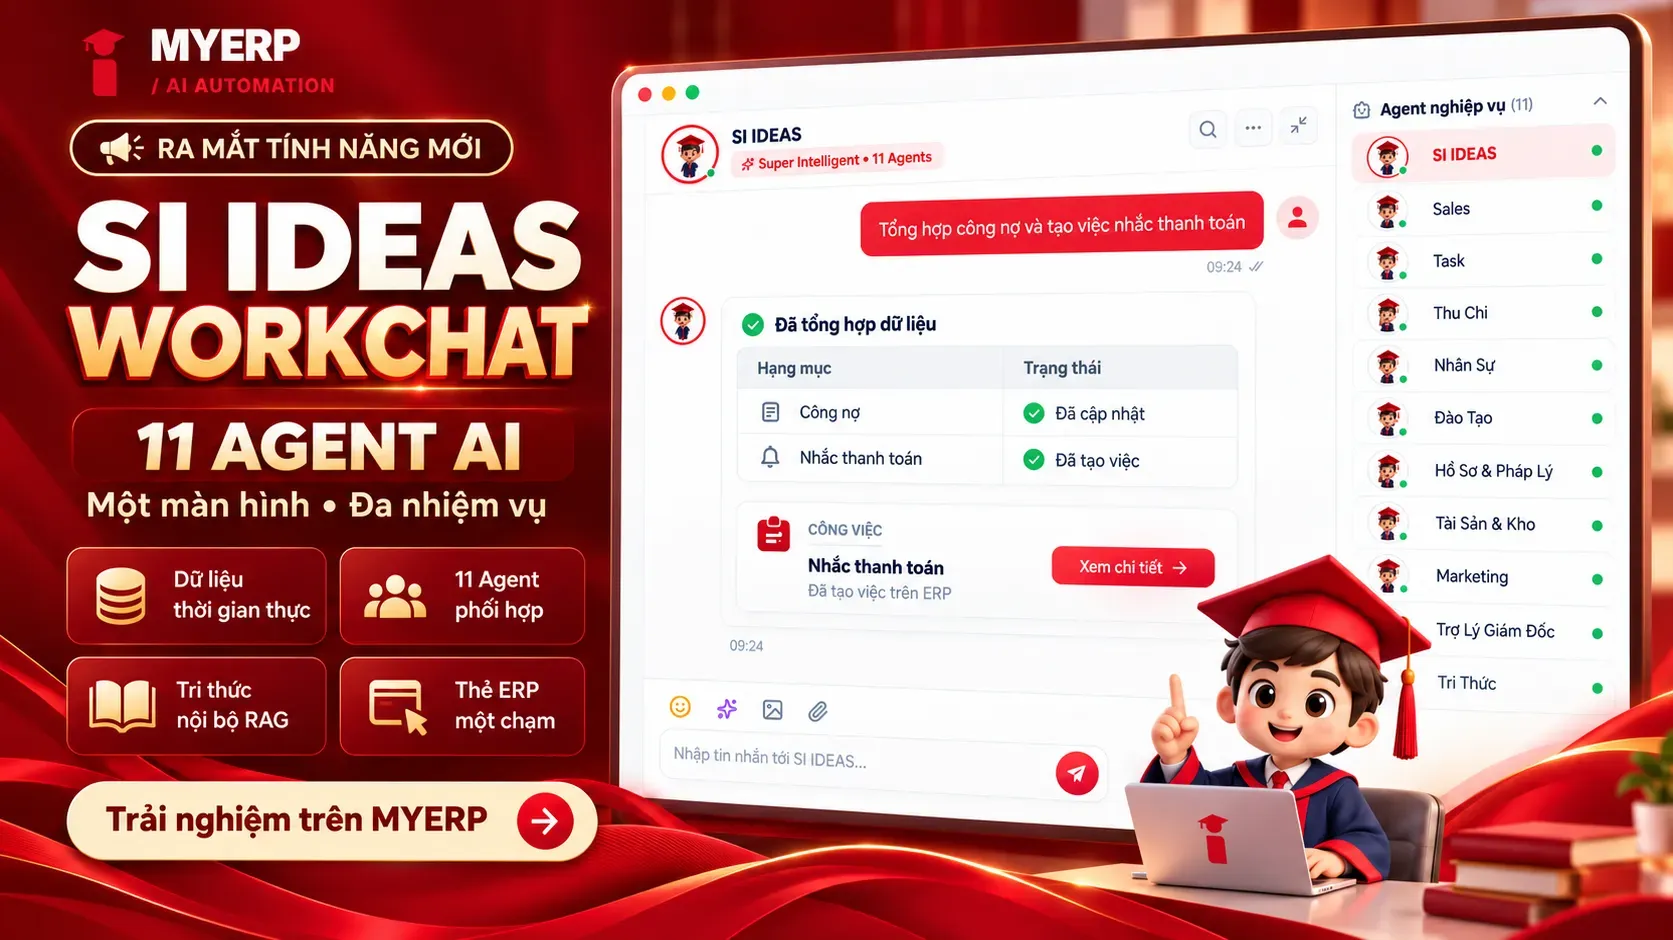 MYERP
/ AI AUTOMATION
RA MẮT TÍNH NĂNG MỚI
SI IDEAS
WORKCHAT
11 AGENT AI
Một màn hình • Đa nhiệm vụ
Dữ liệu
thời gian thực
11 Agent
phối hợp
Tri thức
nội bộ RAG
Thẻ ERP
một chạm
Trải nghiệm trên MYERP
SI IDEAS
Super Intelligent • 11 Agents
Tổng hợp công nợ và tạo việc nhắc thanh toán
09:24
Đã tổng hợp dữ liệu
Hạng mục
Trạng thái
Công nợ
Đã cập nhật
Nhắc thanh toán
Đã tạo việc
CÔNG VIỆC
Nhắc thanh toán
Đã tạo việc trên ERP
Xem chi tiết
09:24
Nhập tin nhắn tới SI IDEAS...
Agent nghiệp vụ (11)
SI IDEAS
Sales
Task
Thu Chi
Nhân Sự
Đào Tạo
Hồ Sơ & Pháp Lý
Tài Sản & Kho
Marketing
Trợ Lý Giám Đốc
Tri Thức